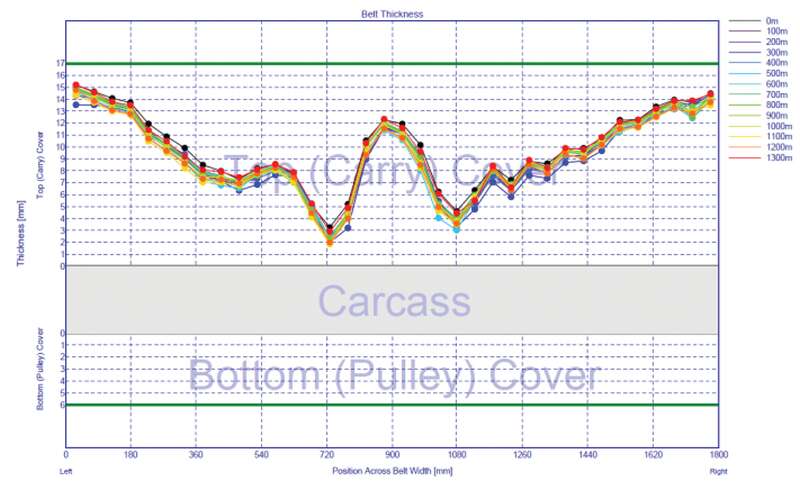 Belt Thickness
17
16
15
14
13
12
11
10
9
8
7
6
5
4
3
2
1
0
0
1
2
3
4
5
6
Top (Carry) Cover
Thickness [mm]
Bottom (Pulley) Cover
Top (Carry) Cover
Carcass
Bottom (Pulley) Cover
0 180 360 540 720 900 1080 1260 1440 1620 1800
Left Position Across Belt Width [mm] Right
0m
100m
200m
300m
400m
500m
600m
700m
800m
900m
1000m
1100m
1200m
1300m